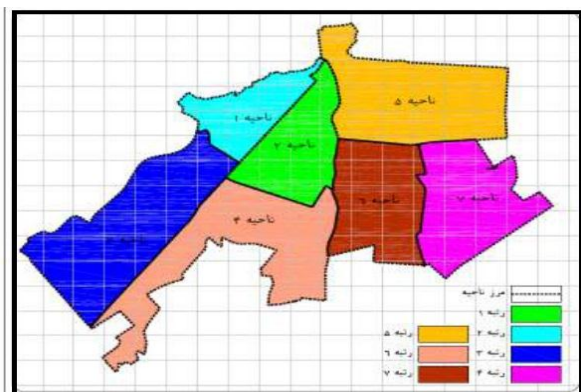 ناحیه ۵
ناحیه ۱
ناحیه ۲
ناحیه ۶
ناحیه ۷
ناحیه ۴
ناحیه
مرز ناحیه
رتبه ۱
رتبه ۲
رتبه ۳
رتبه ۴
رتبه ۵
رتبه ۶
رتبه ۷